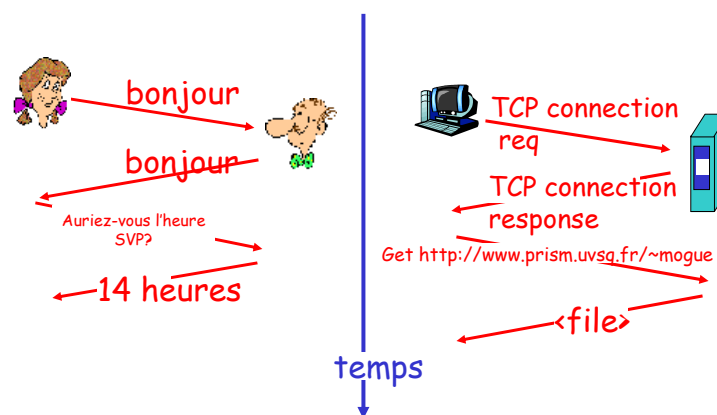 bonjour
bonjour
Auriez-vous l'heure
SVP?
14 heures
temps
TCP connection
req
TCP connection
response
Get http://www.prism.uvsq.fr/~mogue
<file>